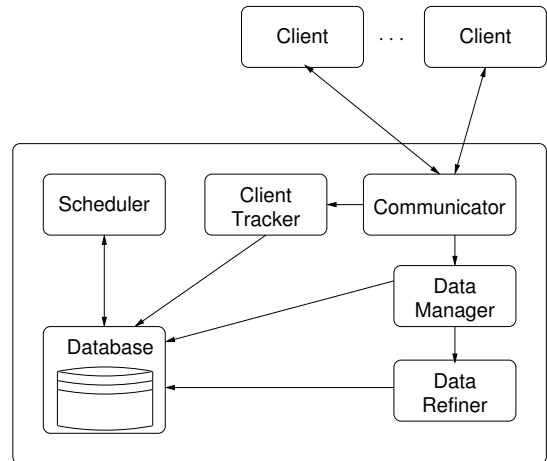 Client
. . .
Client
Scheduler
Client
Tracker
Communicator
Data
Manager
Database
Data
Refiner